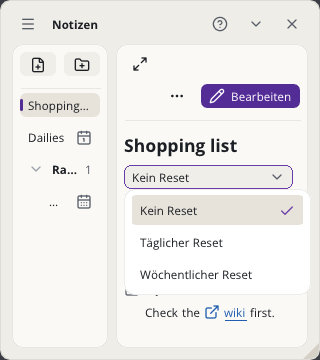 Notizen
Shopping...
Dailies
Ra... 1
...
Bearbeiten
Shopping list
Kein Reset
Kein Reset
Täglicher Reset
Wöchentlicher Reset
Check the wiki first.